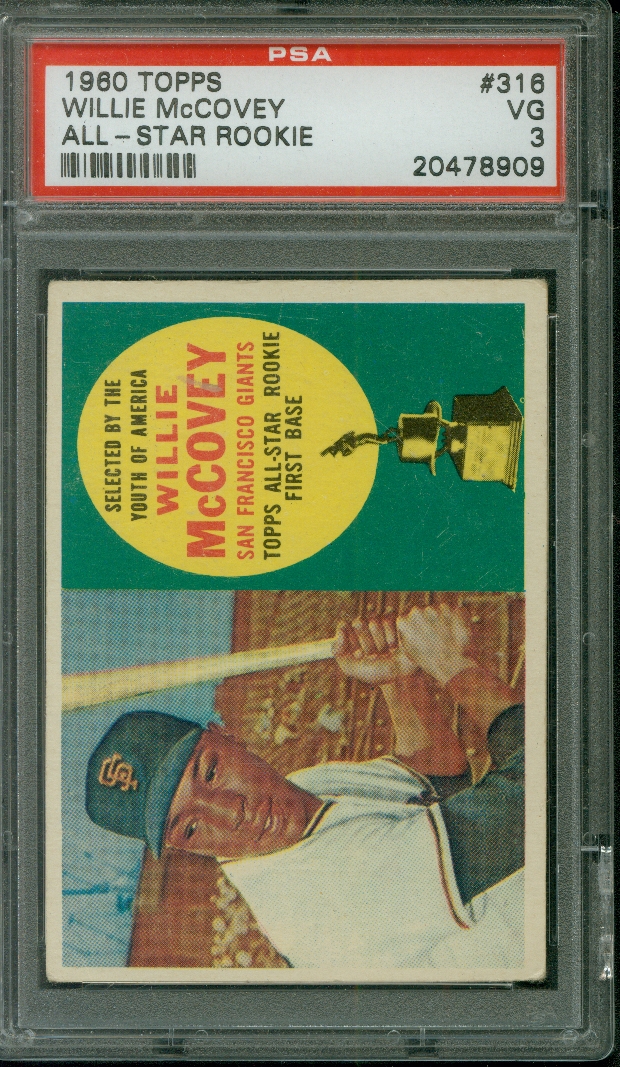 PSA
1960 TOPPS #316
WILLIE McCOVEY VG
ALL-STAR ROOKIE 3
20478909
SELECTED BY THE
YOUTH OF AMERICA
WILLIE
McCOVEY
SAN FRANCISCO GIANTS
TOPPS ALL-STAR ROOKIE
FIRST BASE
SF